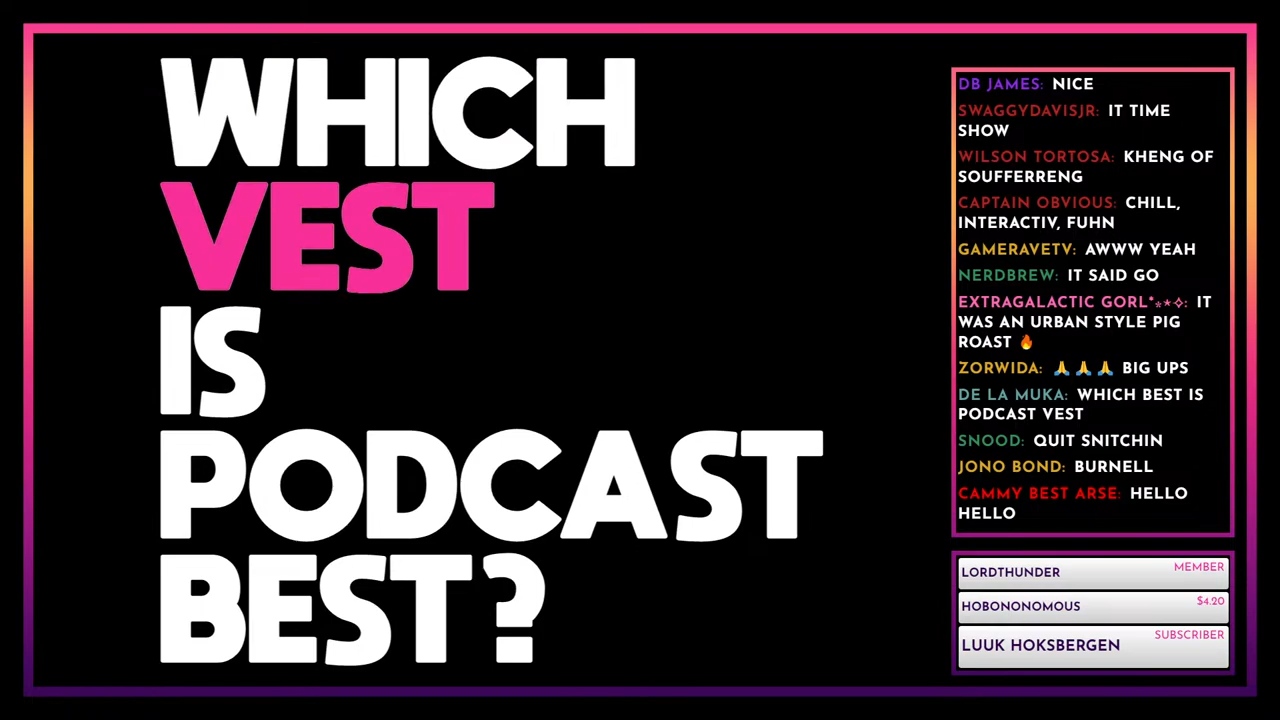 WHICH
VEST
IS
PODCAST
BEST?
DB JAMES: NICE
SWAGGYDAVISJR: IT TIME
SHOW
WILSON TORTOSA: KHENG OF
SOUFFERRENG
CAPTAIN OBVIOUS: CHILL,
INTERACTIV, FUHN
GAMERAVETV: AWWW YEAH
NERDBREW: IT SAID GO
EXTRAGALACTIC GORL*⁎⋆✧: IT
WAS AN URBAN STYLE PIG
ROAST 🔥
ZORWIDA: 🙏🙏🙏 BIG UPS
DE LA MUKA: WHICH BEST IS
PODCAST VEST
SNOOD: QUIT SNITCHIN
JONO BOND: BURNELL
CAMMY BEST ARSE: HELLO
HELLO
LORDTHUNDER MEMBER
HOBONONOMOUS $4.20
LUUK HOKSBERGEN SUBSCRIBER